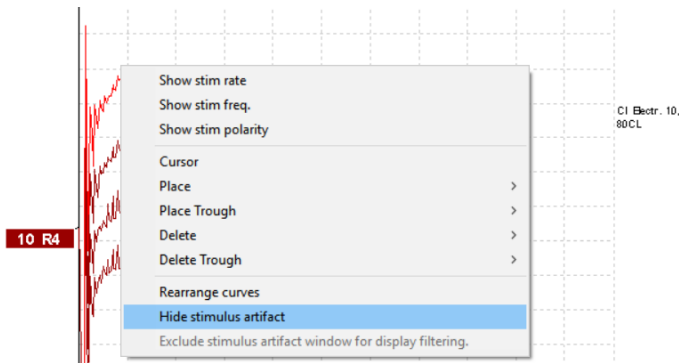 Show stim rate
Show stim freq.
Show stim polarity
Cursor
Place
Place Trough
Delete
Delete Trough
Rearrange curves
Hide stimulus artifact
Exclude stimulus artifact window for display filtering.
10 R4
CI Electr. 10,
80CL